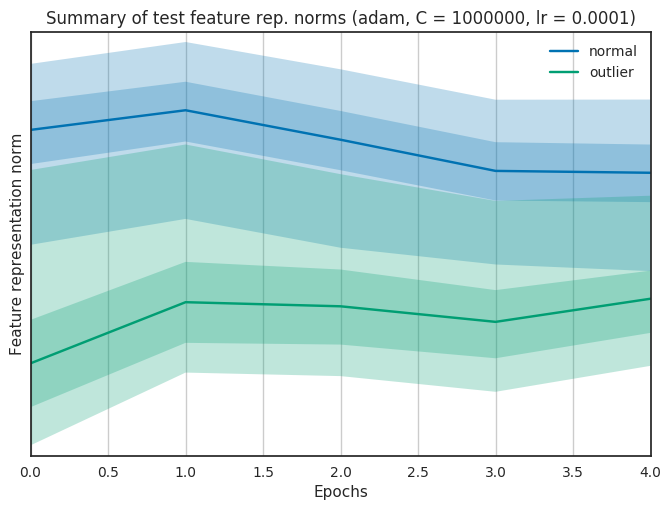 Summary of test feature rep. norms (adam, C = 1000000, lr = 0.0001)
normal
outlier
Feature representation norm
0.0 0.5 1.0 1.5 2.0 2.5 3.0 3.5 4.0
Epochs